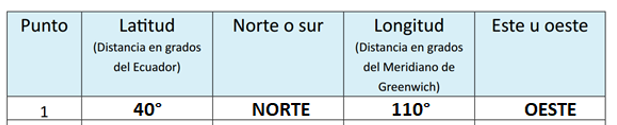 Punto Latitud Norte o sur Longitud Este u oeste
(Distancia en grados (Distancia en grados
del Ecuador) del Meridiano de
Greenwich)
1 40° NORTE 110° OESTE